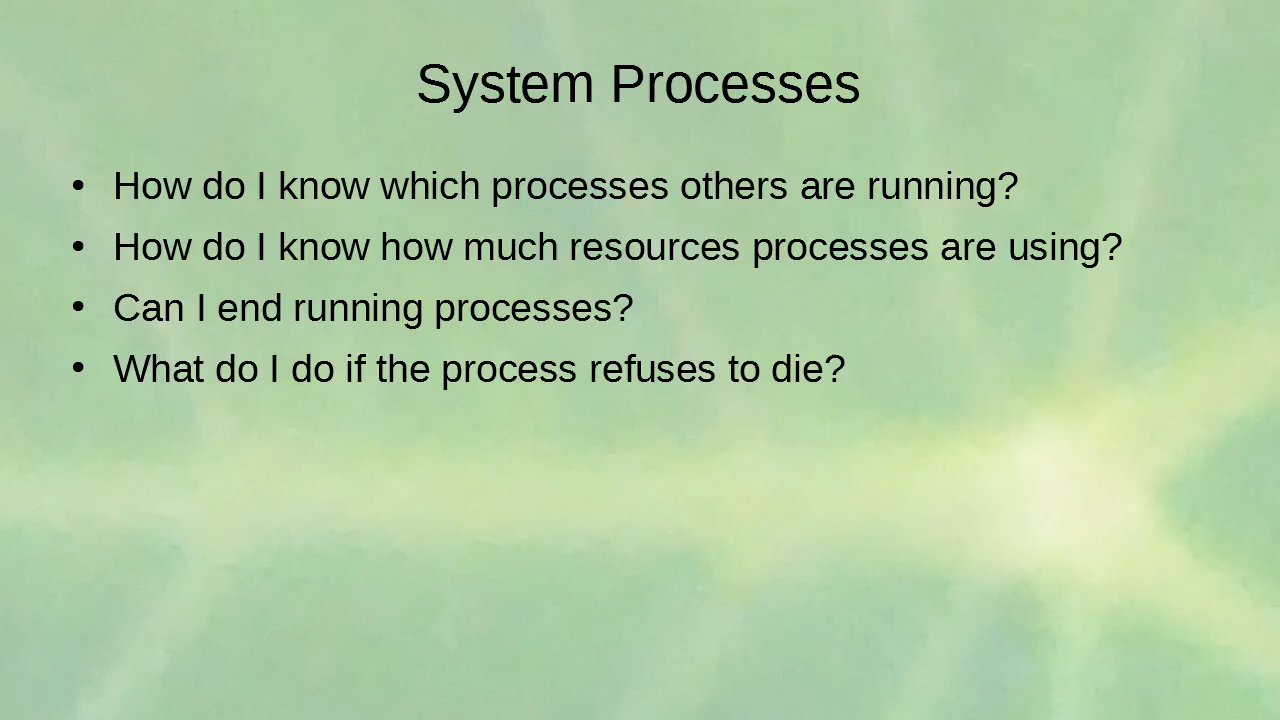 System Processes
• How do I know which processes others are running?
• How do I know how much resources processes are using?
• Can I end running processes?
• What do I do if the process refuses to die?